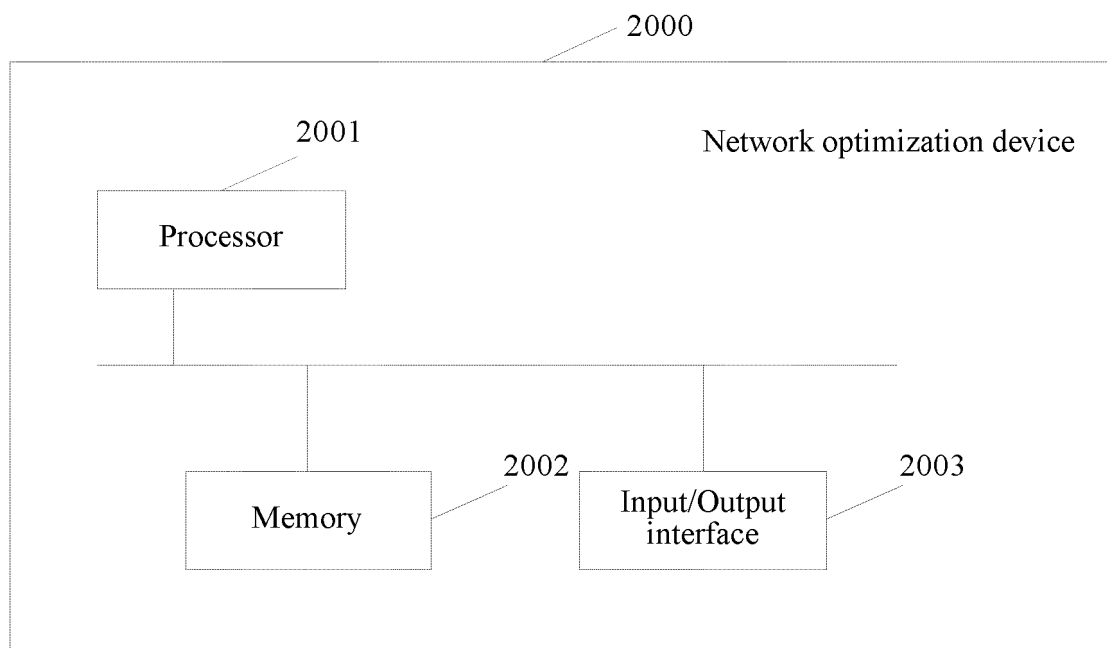 2000
2001
Network optimization device
Processor
2002
2003
Memory
Input/Output
interface